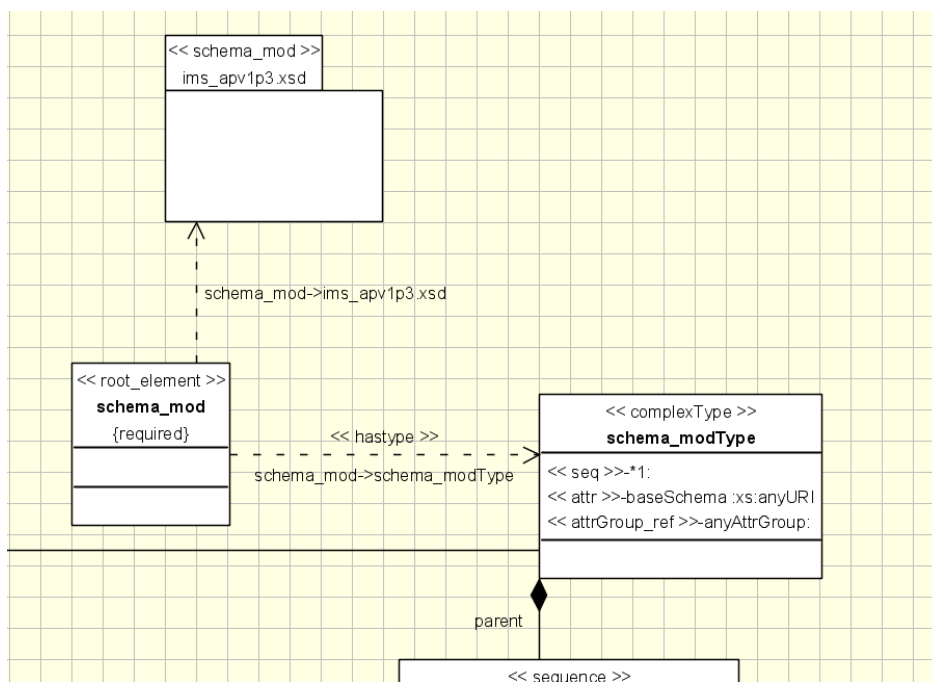 << schema_mod >>
ims_apv1p3.xsd
schema_mod->ims_apv1p3.xsd
<< root_element >>
schema_mod
{required}
<< hastype >>
schema_mod->schema_modType
<< complexType >>
schema_modType
<< seq >>-*1:
<< attr >>-baseSchema :xs:anyURI
<< attrGroup_ref >>-anyAttrGroup:
parent
<< sequence >>